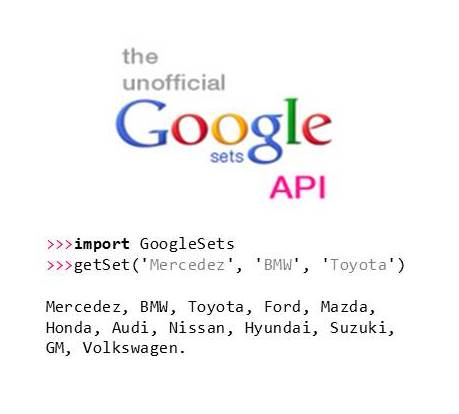 the
unofficial
Google
sets
API
>>>import GoogleSets
>>>getSet('Mercedez', 'BMW', 'Toyota')
Mercedez, BMW, Toyota, Ford, Mazda,
Honda, Audi, Nissan, Hyundai, Suzuki,
GM, Volkswagen.